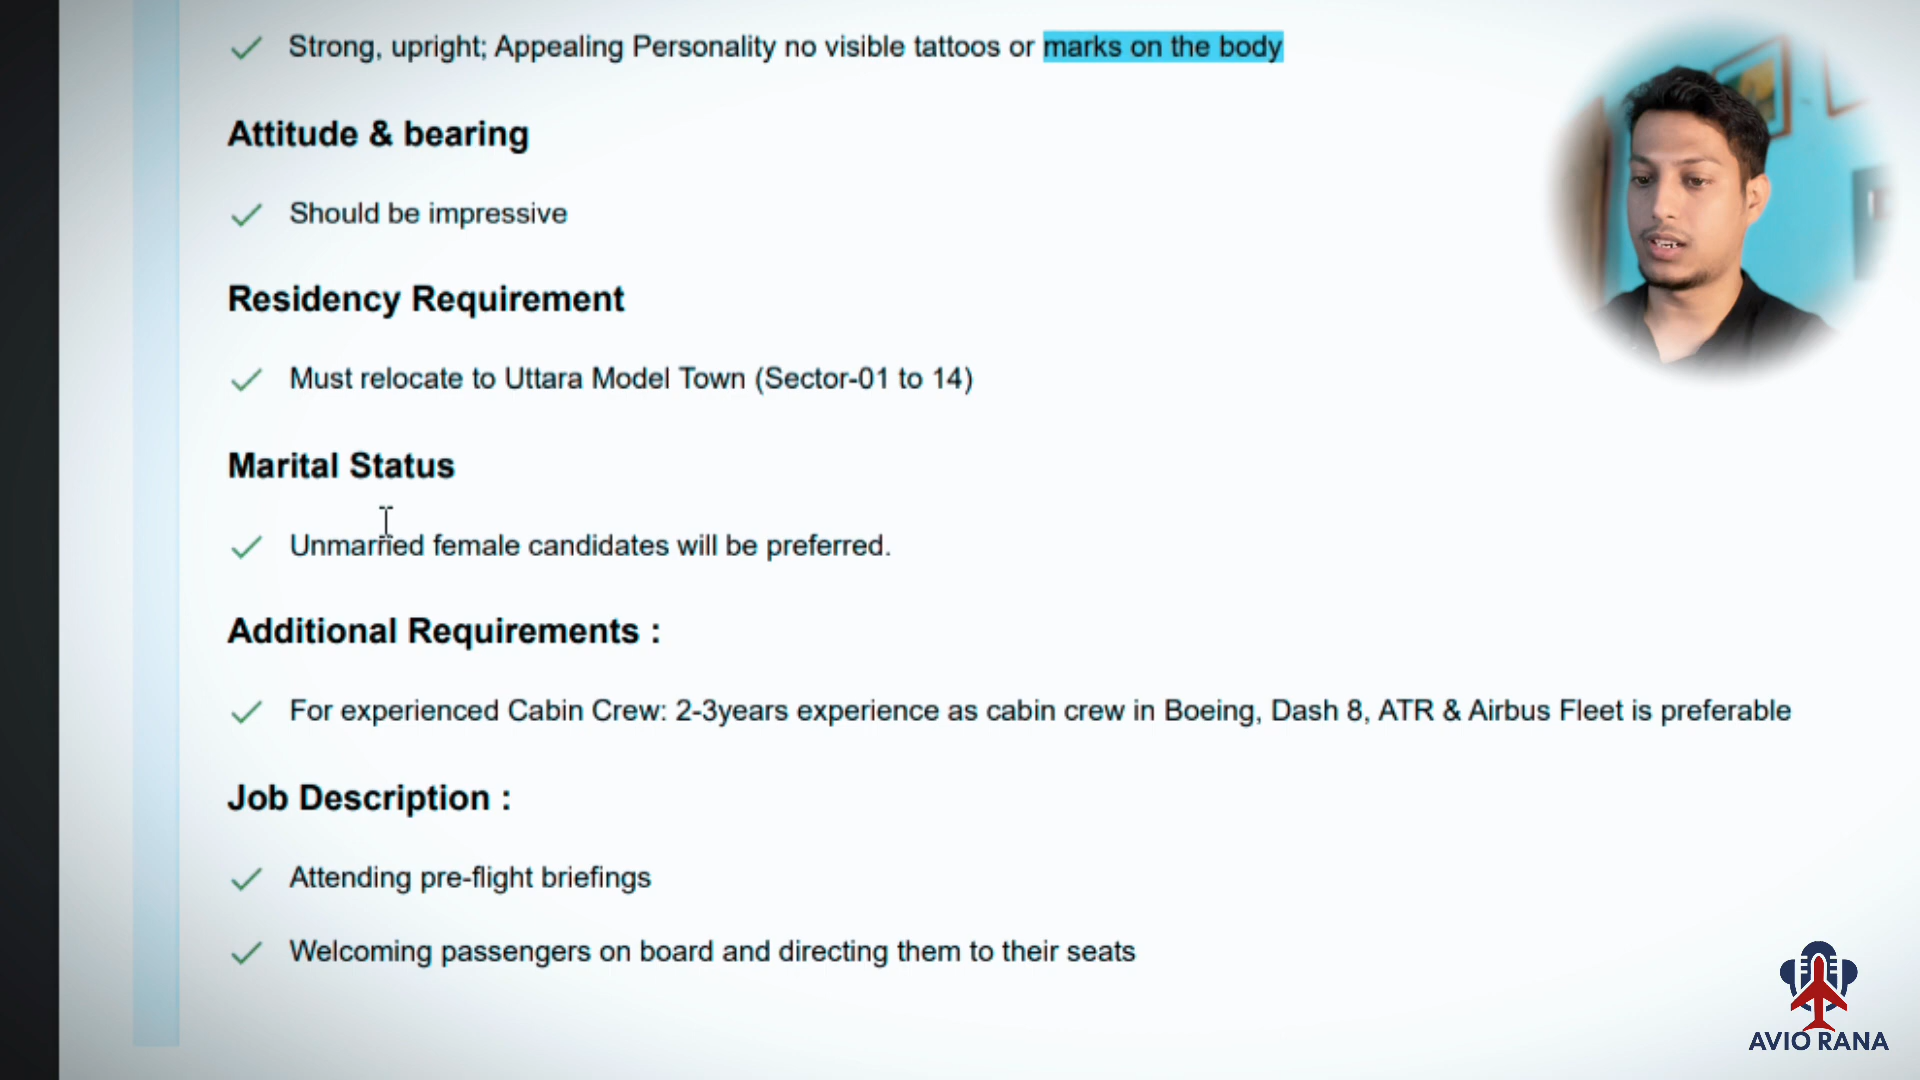 Strong, upright; Appealing Personality no visible tattoos or marks on the body
Attitude & bearing
Should be impressive
Residency Requirement
Must relocate to Uttara Model Town (Sector-01 to 14)
Marital Status
Unmarried female candidates will be preferred.
Additional Requirements :
For experienced Cabin Crew: 2-3years experience as cabin crew in Boeing, Dash 8, ATR & Airbus Fleet is preferable
Job Description :
Attending pre-flight briefings
Welcoming passengers on board and directing them to their seats
AVIO RANA